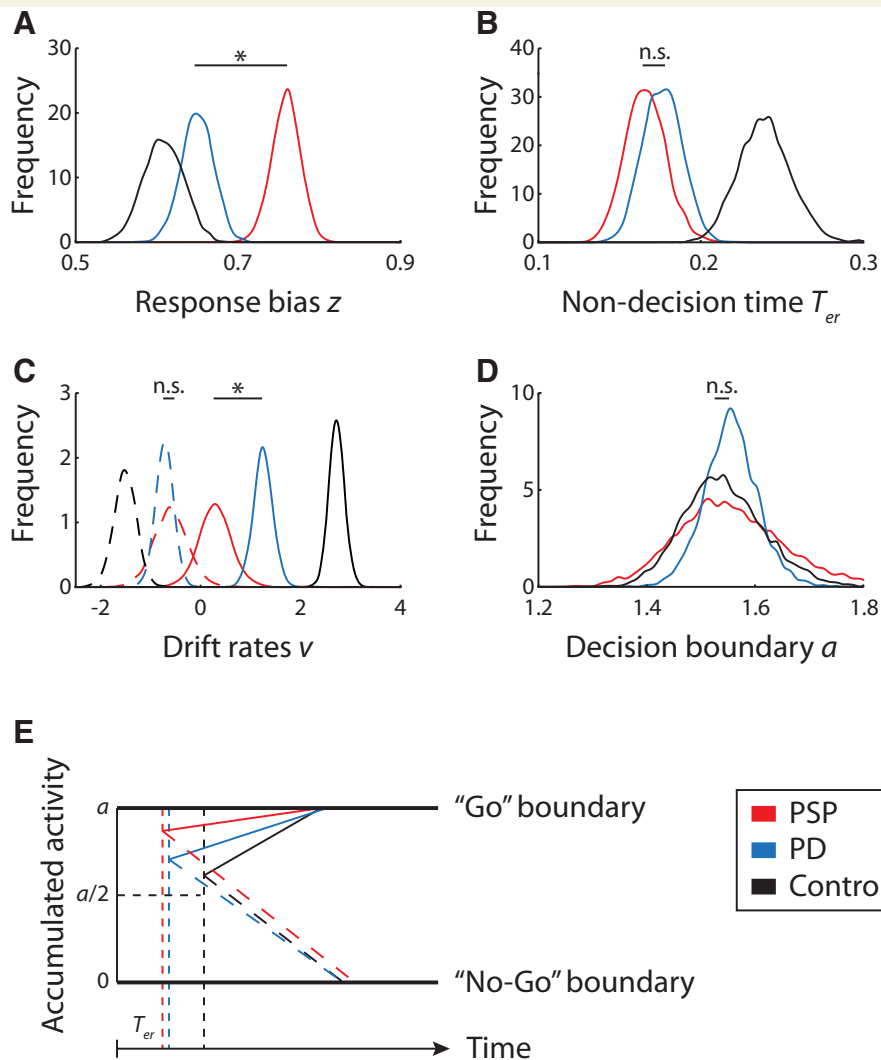 A
30
20
10
0
Frequency
*
0.5 0.7 0.9
Response bias z
B
40
30
20
10
0
Frequency
n.s.
0.1 0.2 0.3
Non-decision time Ter
C
3
2
1
0
Frequency
n.s. *
-2 0 2 4
Drift rates v
D
10
5
0
Frequency
n.s.
1.2 1.4 1.6 1.8
Decision boundary a
E
Accumulated activity
a
a/2
0
Ter
"Go" boundary
"No-Go" boundary
Time
PSP
PD
Contro